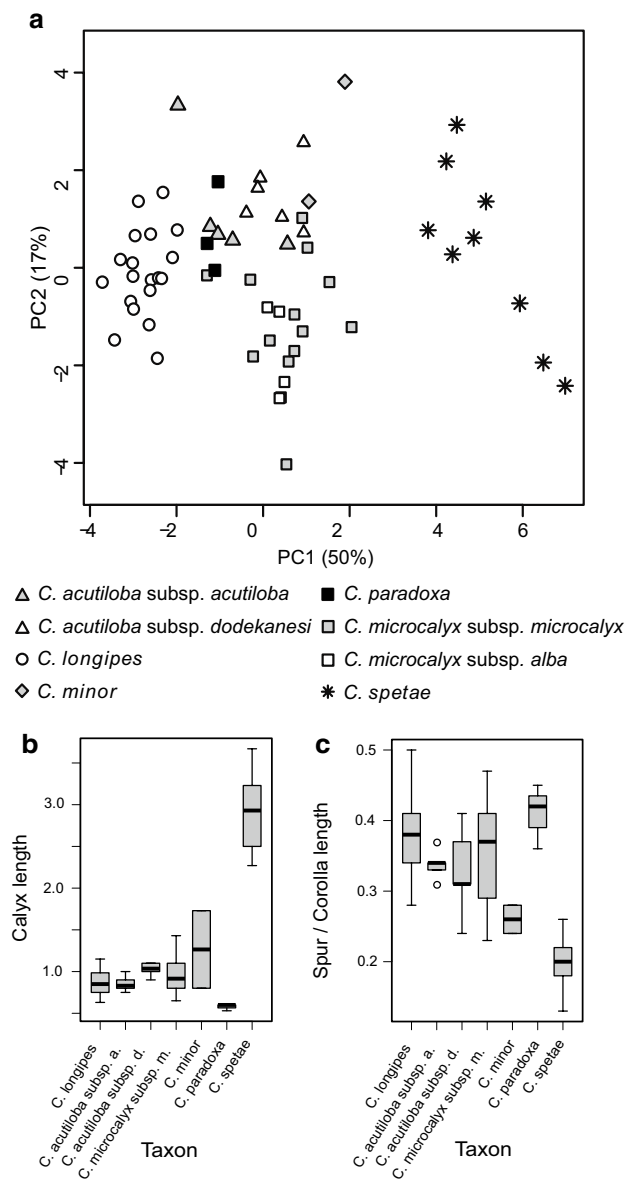 a
4
2
0
−2
−4
PC2 (17%)
−4 −2 0 2 4 6
PC1 (50%)
C. acutiloba subsp. acutiloba
C. acutiloba subsp. dodekanesi
C. longipes
C. minor
C. paradoxa
C. microcalyx subsp. microcalyx
C. microcalyx subsp. alba
C. spetae
b
3.0
2.0
1.0
Calyx length
C. longipes
C. acutiloba subsp. a.
C. acutiloba subsp. d.
C. microcalyx subsp. m.
C. minor
C. paradoxa
C. spetae
Taxon
c
0.5
0.4
0.3
0.2
Spur / Corolla length
C. longipes
C. acutiloba subsp. a.
C. acutiloba subsp. d.
C. microcalyx subsp. m.
C. minor
C. paradoxa
C. spetae
Taxon